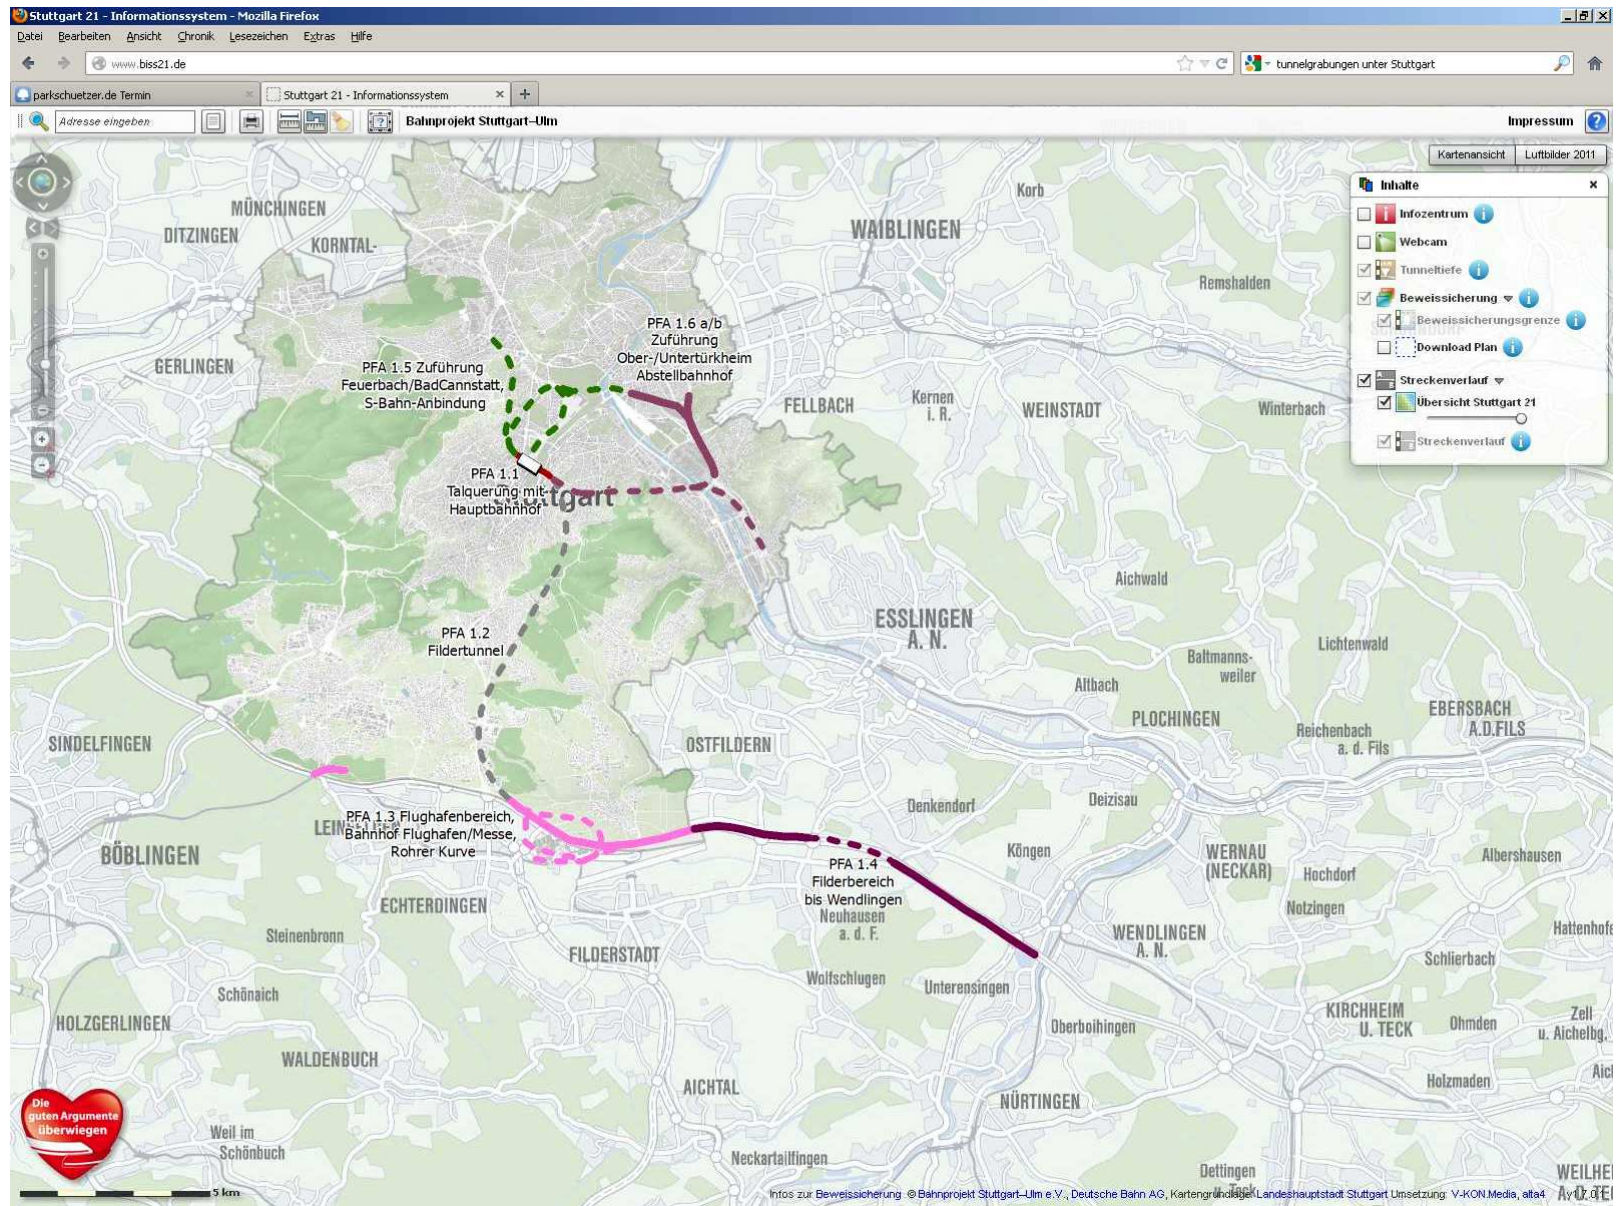 Stuttgart 21 - Informationssystem - Mozilla Firefox
Datei Bearbeiten Ansicht Chronik Lesezeichen Extras Hilfe
www.biss21.de
tunnelgrabungen unter Stuttgart
parkschuetzer.de Termin
Stuttgart 21 - Informationssystem
Adresse eingeben
Bahnprojekt Stuttgart–Ulm
Impressum
Kartenansicht
Luftbilder 2011
Inhalte
Infozentrum
Webcam
Tunneltiefe
Beweissicherung
Beweissicherungsgrenze
Download Plan
Streckenverlauf
Übersicht Stuttgart 21
Streckenverlauf
MÜNCHINGEN
DITZINGEN
KORNTAL-
GERLINGEN
Korb
WAIBLINGEN
Remshalden
PFA 1.6 a/b
Zuführung
Ober-/Untertürkheim
Abstellbahnhof
PFA 1.5 Zuführung
Feuerbach/BadCannstatt,
S-Bahn-Anbindung
FELLBACH
Kernen
i. R.
WEINSTADT
Winterbach
PFA 1.1
Talquerung mit
Hauptbahnhof
Stuttgart
Aichwald
ESSLINGEN
A. N.
Lichtenwald
Baltmanns-
weiler
PFA 1.2
Fildertunnel
Altbach
PLOCHINGEN
Reichenbach
a. d. Fils
EBERSBACH
A.D.FILS
SINDELFINGEN
OSTFILDERN
Denkendorf
Deizisau
PFA 1.3 Flughafenbereich,
Bahnhof Flughafen/Messe,
Rohrer Kurve
BÖBLINGEN
PFA 1.4
Filderbereich
bis Wendlingen
Köngen
WERNAU
(NECKAR)
Hochdorf
Albershausen
ECHTERDINGEN
Neuhausen
a. d. F.
Notzingen
Steinenbronn
FILDERSTADT
WENDLINGEN
A. N.
Hattenhofe
Schlierbach
Wolfschlugen
Unterensingen
Schönaich
HOLZGERLINGEN
Oberboihingen
KIRCHHEIM
U. TECK
Ohmden
Zell
u. Aichelbg.
WALDENBUCH
AICHTAL
NÜRTINGEN
Holzmaden
Die
guten Argumente
überwiegen
Weil im
Schönbuch
Neckartailfingen
Dettingen
u. Teck
5 km
Infos zur Beweissicherung © Bahnprojekt Stuttgart–Ulm e.V., Deutsche Bahn AG, Kartengrundlage Landeshauptstadt Stuttgart Umsetzung: V-KON.Media, alta4